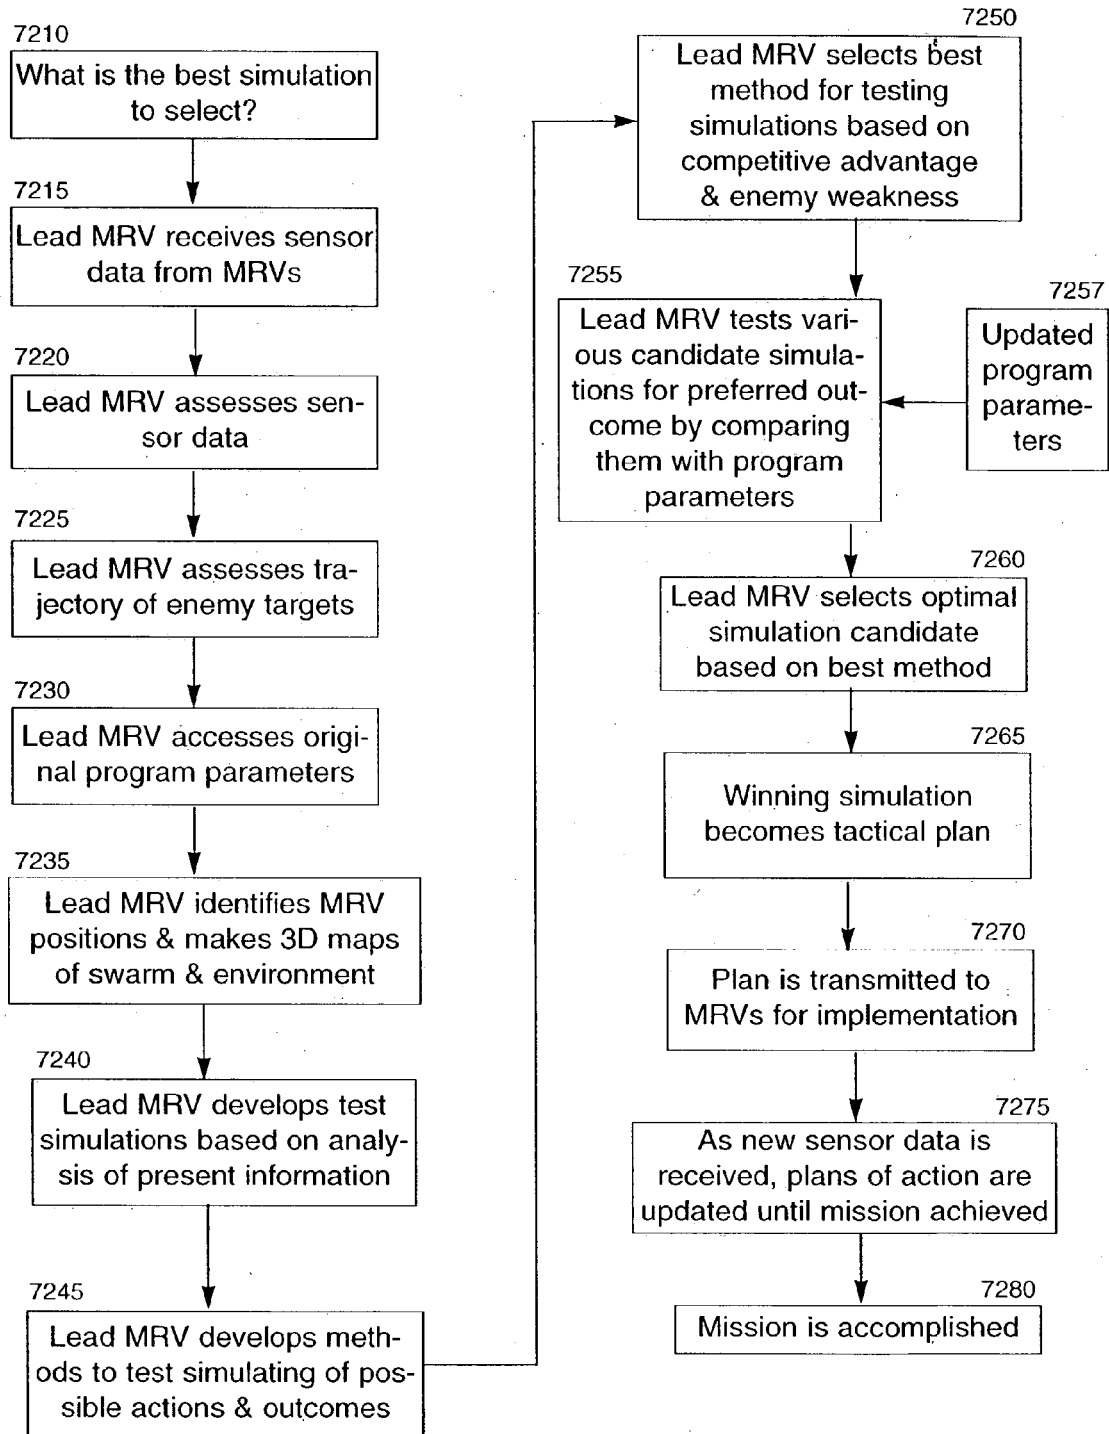 7210
What is the best simulation
to select?
7215
Lead MRV receives sensor
data from MRVs
7220
Lead MRV assesses sen-
sor data
7225
Lead MRV assesses tra-
jectory of enemy targets
7230
Lead MRV accesses origi-
nal program parameters
7235
Lead MRV identifies MRV
positions & makes 3D maps
of swarm & environment
7240
Lead MRV develops test
simulations based on analy-
sis of present information
7245
Lead MRV develops meth-
ods to test simulating of pos-
sible actions & outcomes
7250
Lead MRV selects best
method for testing
simulations based on
competitive advantage
& enemy weakness
7255
Lead MRV tests vari-
ous candidate simula-
tions for preferred out-
come by comparing
them with program
parameters
7257
Updated
program
parame-
ters
7260
Lead MRV selects optimal
simulation candidate
based on best method
7265
Winning simulation
becomes tactical plan
7270
Plan is transmitted to
MRVs for implementation
7275
As new sensor data is
received, plans of action are
updated until mission achieved
7280
Mission is accomplished